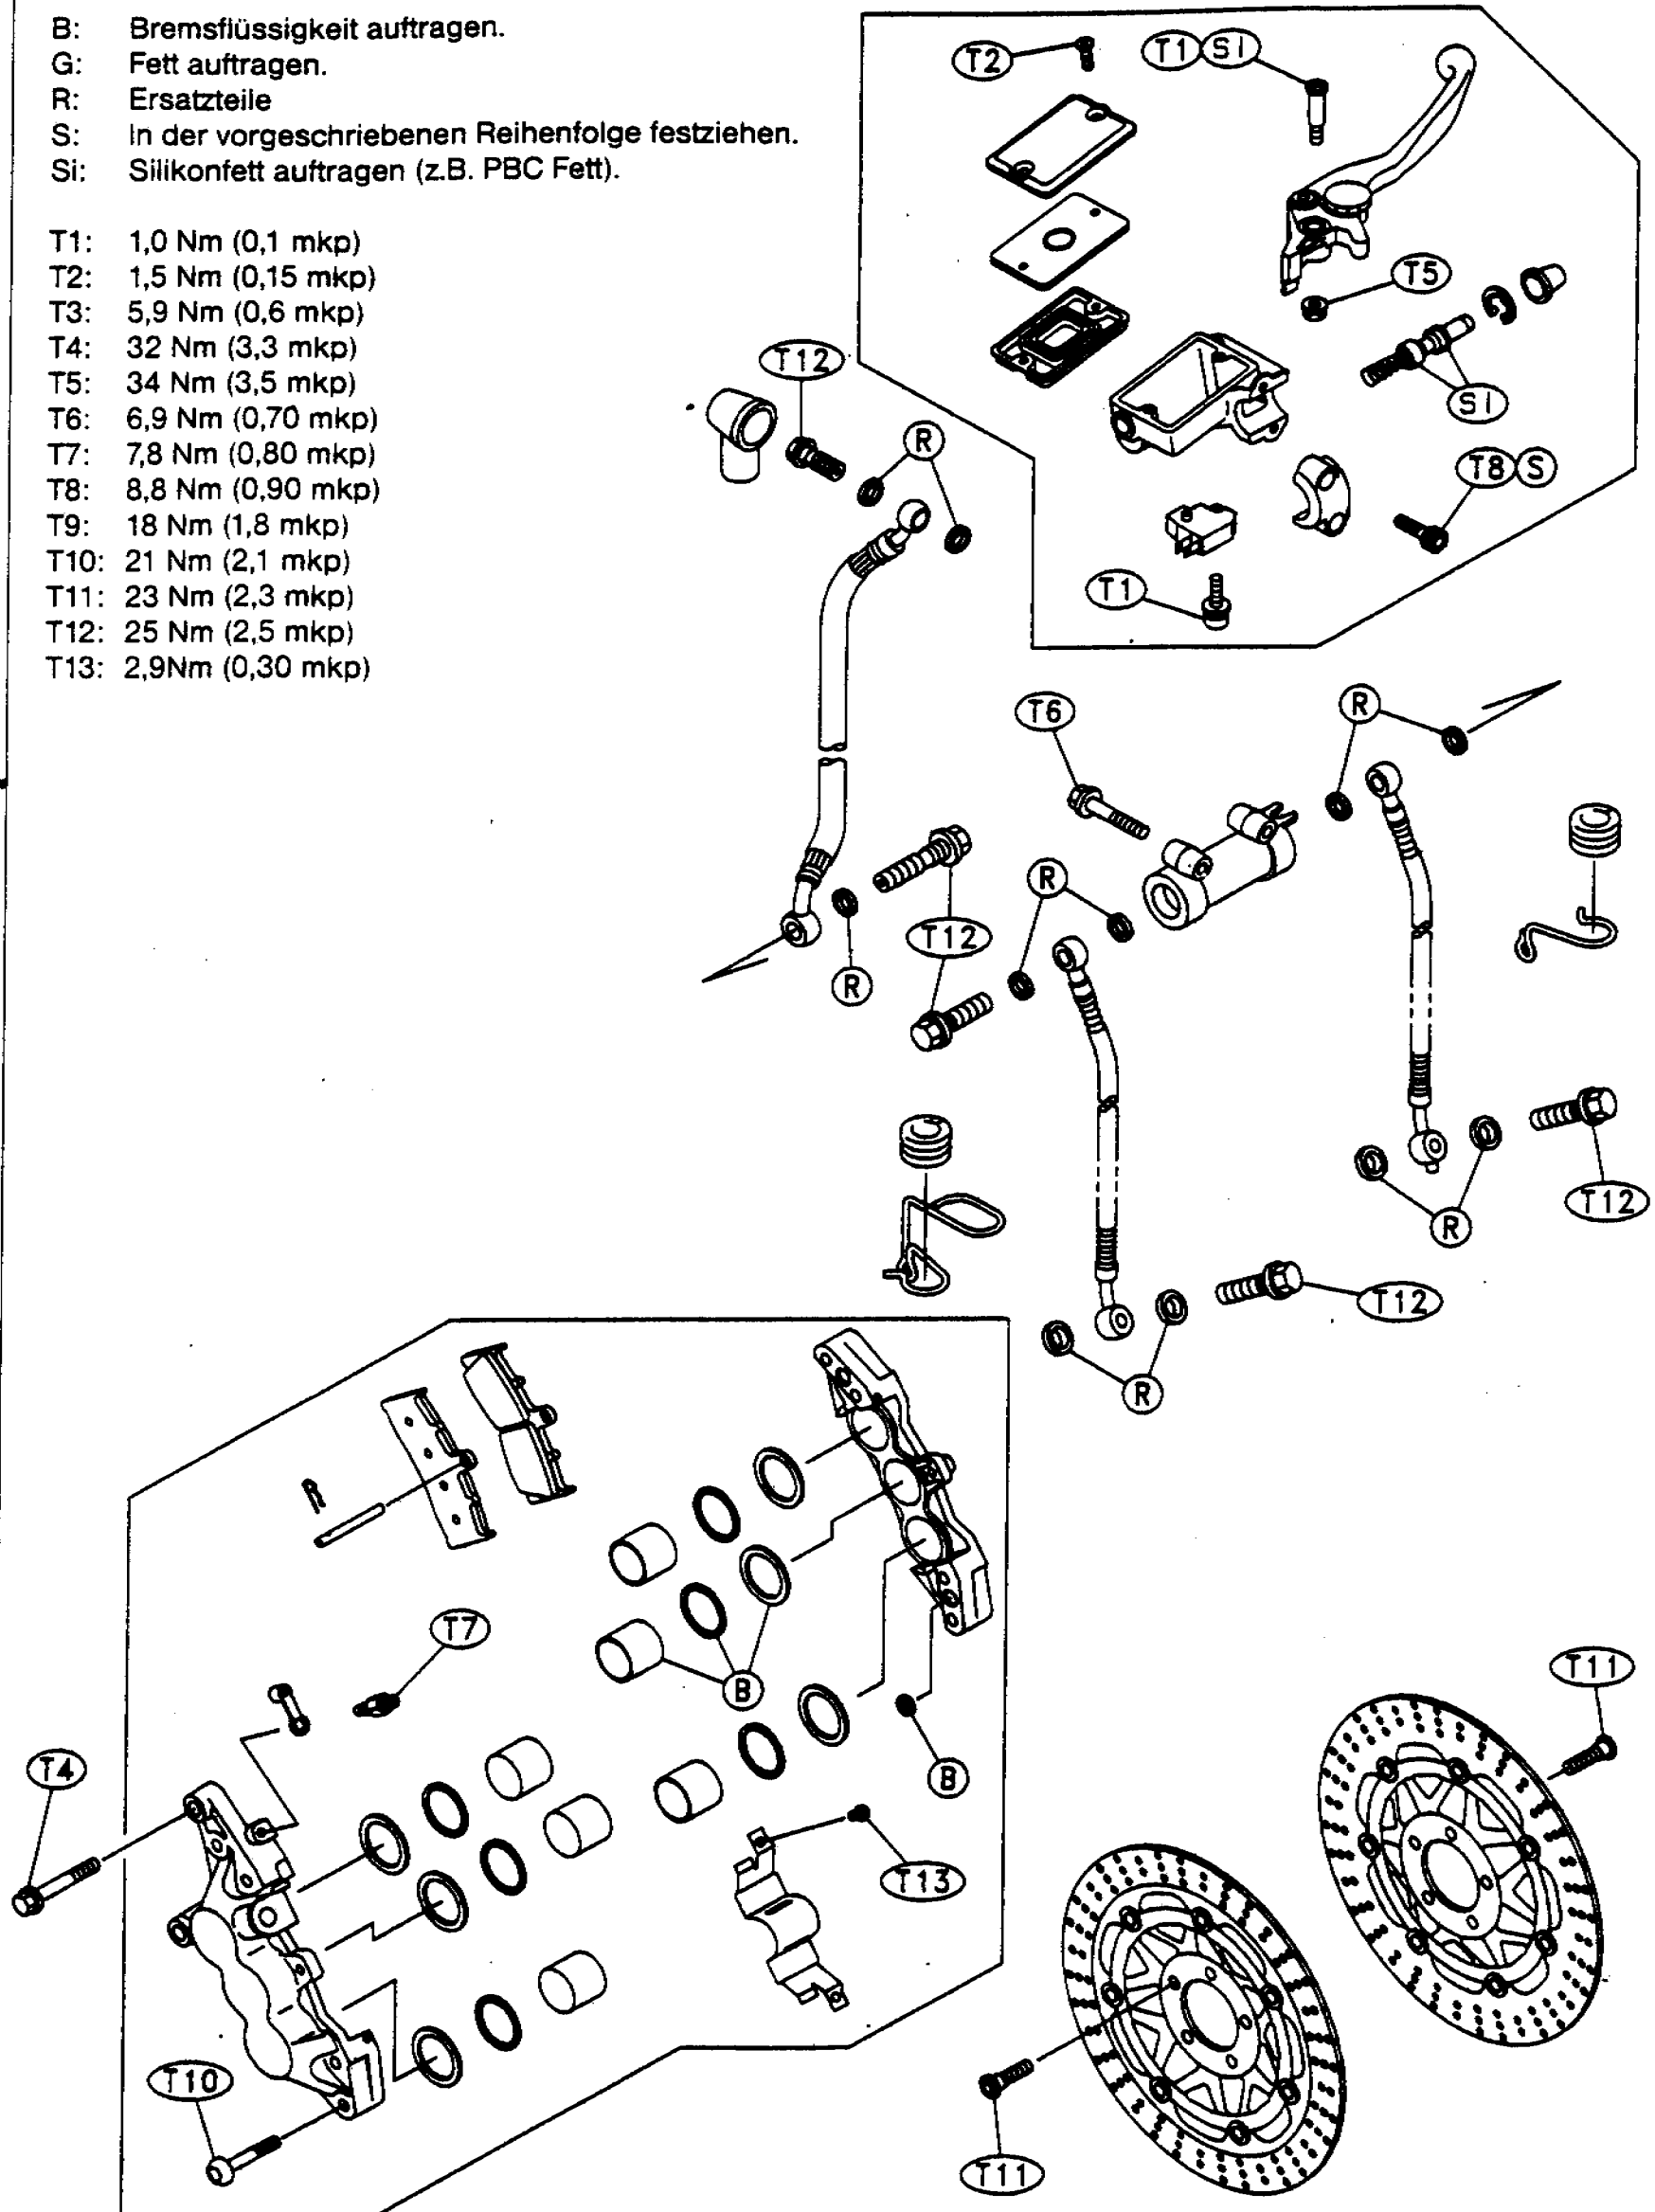 B: Bremsflüssigkeit auftragen.
G: Fett auftragen.
R: Ersatzteile
S: In der vorgeschriebenen Reihenfolge festziehen.
Si: Silikonfett auftragen (z.B. PBC Fett).
T1: 1,0 Nm (0,1 mkp)
T2: 1,5 Nm (0,15 mkp)
T3: 5,9 Nm (0,6 mkp)
T4: 32 Nm (3,3 mkp)
T5: 34 Nm (3,5 mkp)
T6: 6,9 Nm (0,70 mkp)
T7: 7,8 Nm (0,80 mkp)
T8: 8,8 Nm (0,90 mkp)
T9: 18 Nm (1,8 mkp)
T10: 21 Nm (2,1 mkp)
T11: 23 Nm (2,3 mkp)
T12: 25 Nm (2,5 mkp)
T13: 2,9Nm (0,30 mkp)
T2
T1 SI
T5
T12
SI
R
T8 S
T1
R
T6
R
T12
R
T12
R
T12
R
T7
T11
B
T4
B
T13
T10
T11